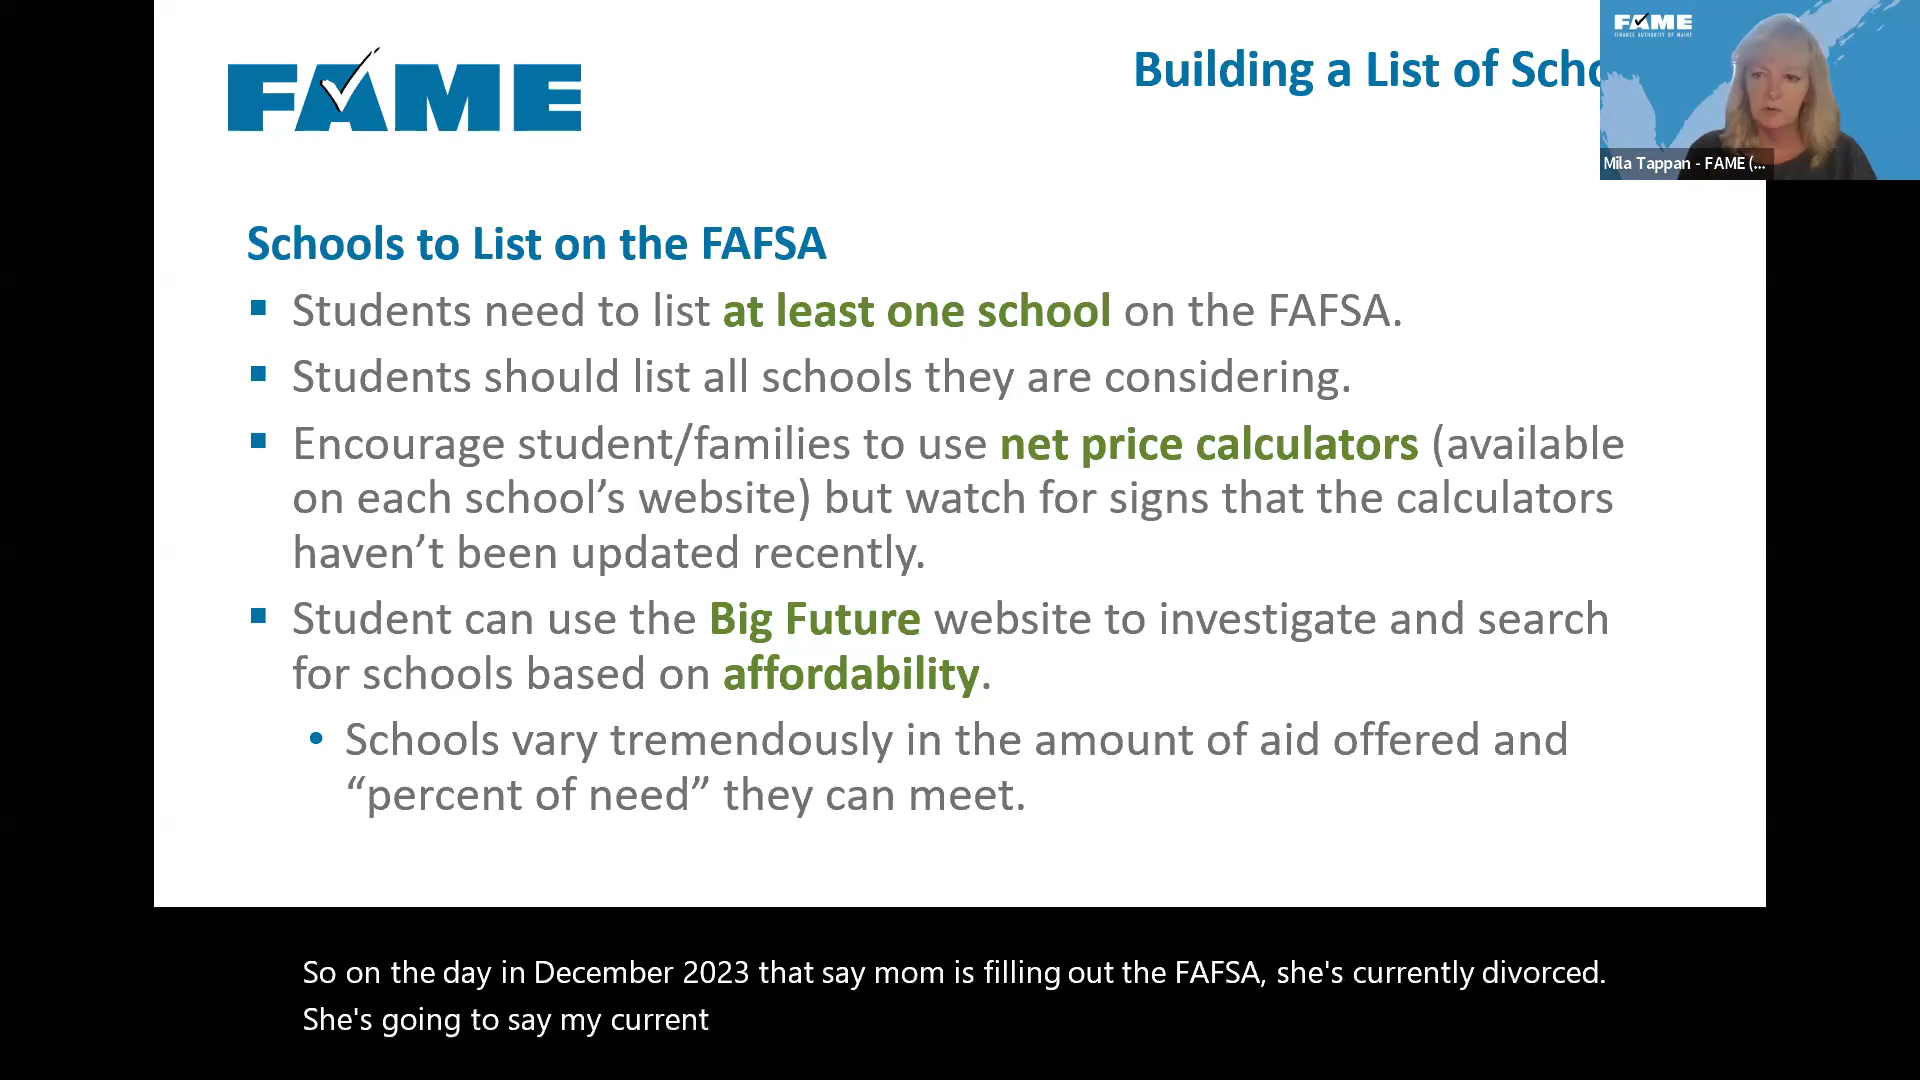 FAME
Building a List of Scho
FAME
FINANCE AUTHORITY OF MAINE
Mila Tappan - FAME (...
Schools to List on the FAFSA
Students need to list at least one school on the FAFSA.
Students should list all schools they are considering.
Encourage student/families to use net price calculators (available
on each school’s website) but watch for signs that the calculators
haven’t been updated recently.
Student can use the Big Future website to investigate and search
for schools based on affordability.
Schools vary tremendously in the amount of aid offered and
“percent of need” they can meet.
So on the day in December 2023 that say mom is filling out the FAFSA, she's currently divorced.
She's going to say my current